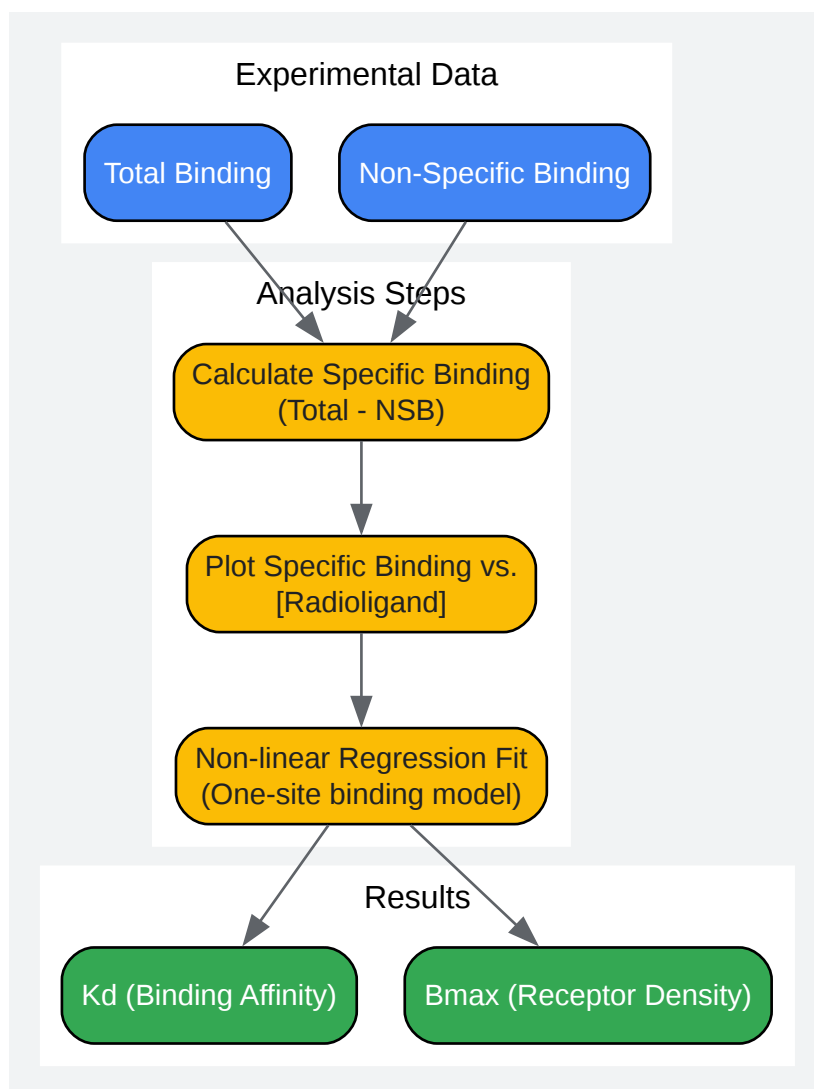 Experimental Data
Total Binding
Non-Specific Binding
Analysis Steps
Calculate Specific Binding
(Total - NSB)
Plot Specific Binding vs.
[Radioligand]
Non-linear Regression Fit
(One-site binding model)
Results
Kd (Binding Affinity)
Bmax (Receptor Density)